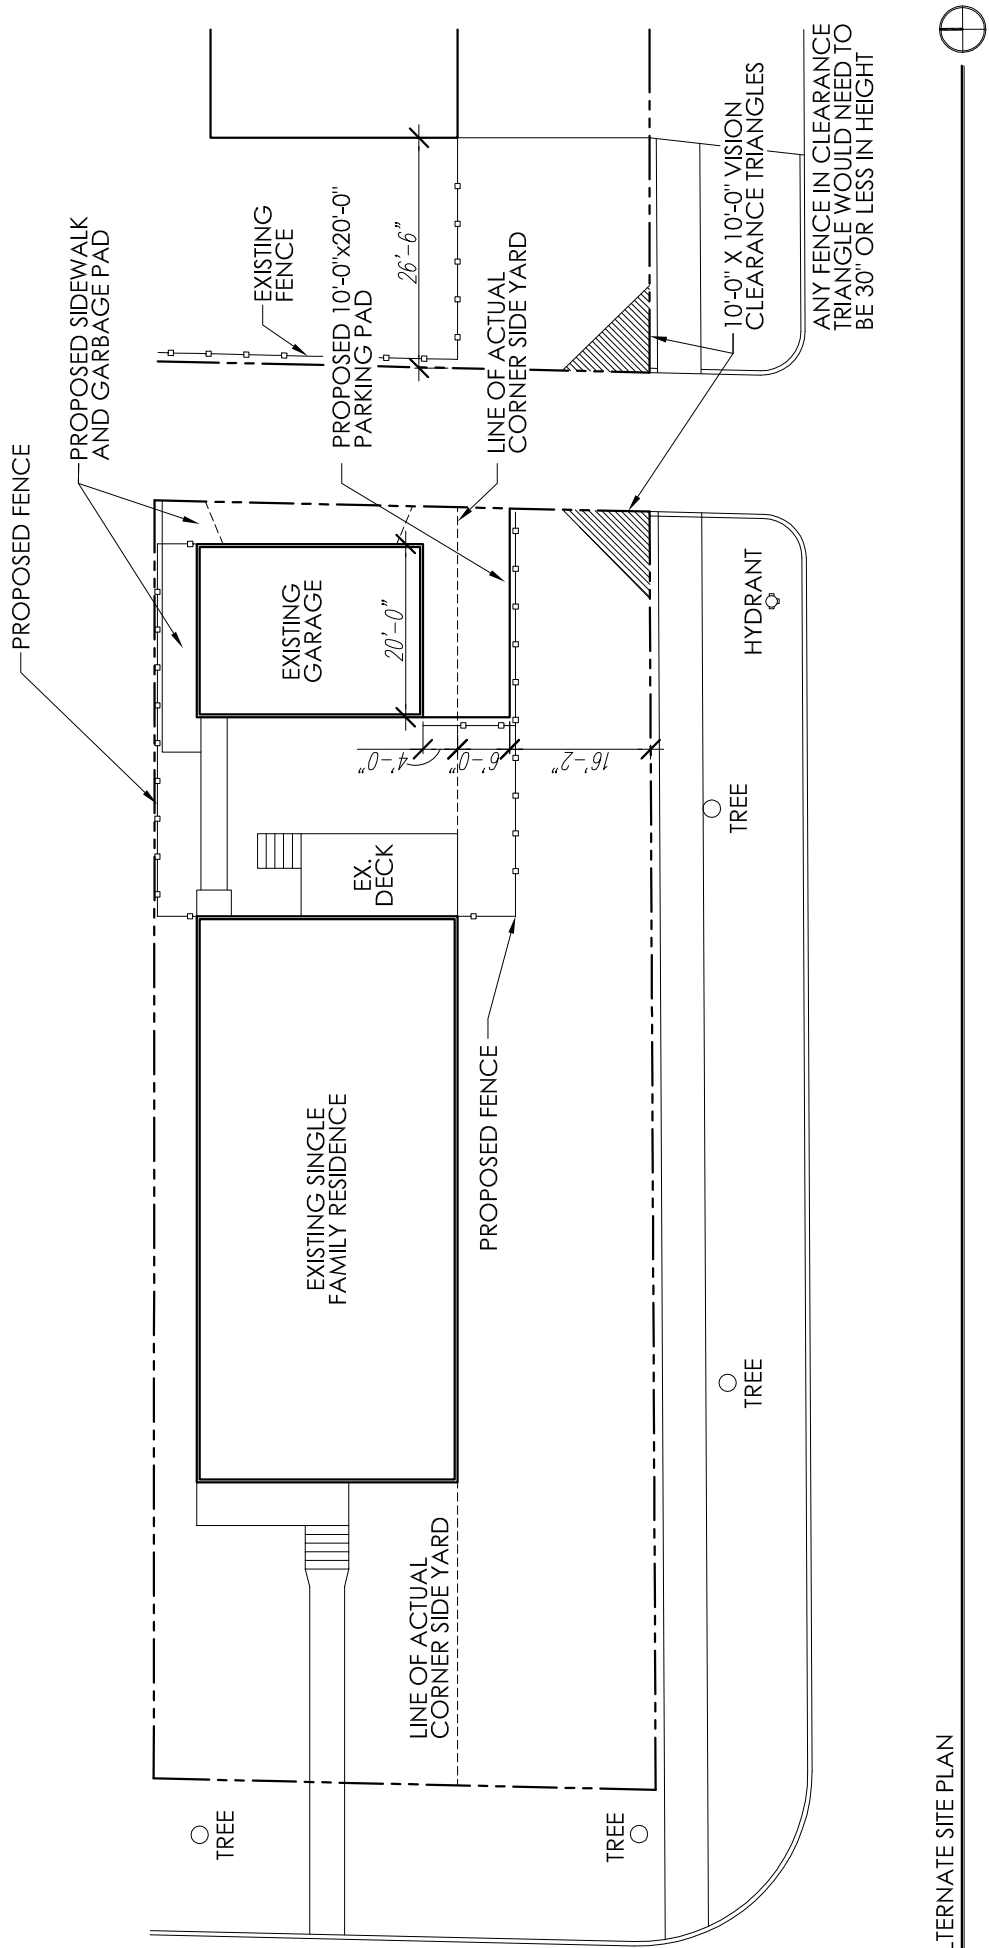 PROPOSED FENCE
PROPOSED SIDEWALK
AND GARBAGE PAD
EXISTING
FENCE
PROPOSED 10'-0"x20'-0"
PARKING PAD
26'-6"
LINE OF ACTUAL
CORNER SIDE YARD
10'-0" X 10'-0" VISION
CLEARANCE TRIANGLES
ANY FENCE IN CLEARANCE
TRIANGLE WOULD NEED TO
BE 30" OR LESS IN HEIGHT
EXISTING
GARAGE
20'-0"
4'-0"
6'-0"
16'-2"
HYDRANT
TREE
EX.
DECK
PROPOSED FENCE
EXISTING SINGLE
FAMILY RESIDENCE
TREE
LINE OF ACTUAL
CORNER SIDE YARD
TREE
TREE
LTERNATE SITE PLAN